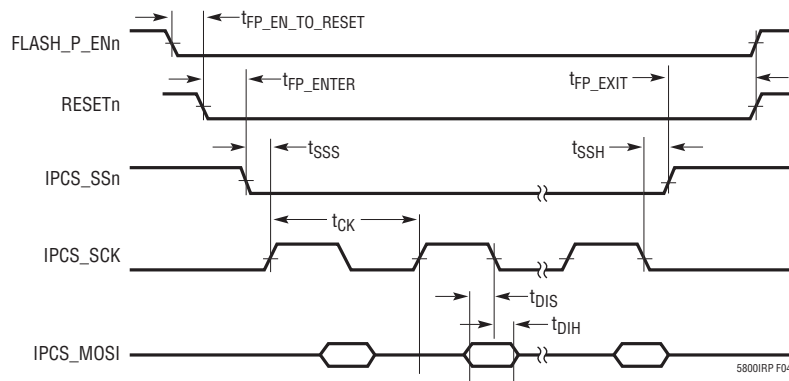 tFP_EN_TO_RESET
FLASH_P_ENn
tFP_ENTER
tFP_EXIT
RESETn
tSSS
tSSH
IPCS_SSn
tCK
IPCS_SCK
tDIS
tDIH
IPCS_MOSI
5800IRP F04